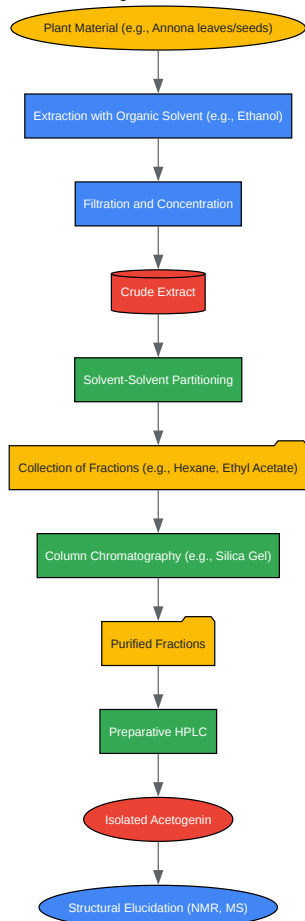 Plant Material (e.g., Annona leaves/seeds)
Extraction with Organic Solvent (e.g., Ethanol)
Filtration and Concentration
Crude Extract
Solvent-Solvent Partitioning
Collection of Fractions (e.g., Hexane, Ethyl Acetate)
Column Chromatography (e.g., Silica Gel)
Purified Fractions
Preparative HPLC
Isolated Acetogenin
Structural Elucidation (NMR, MS)